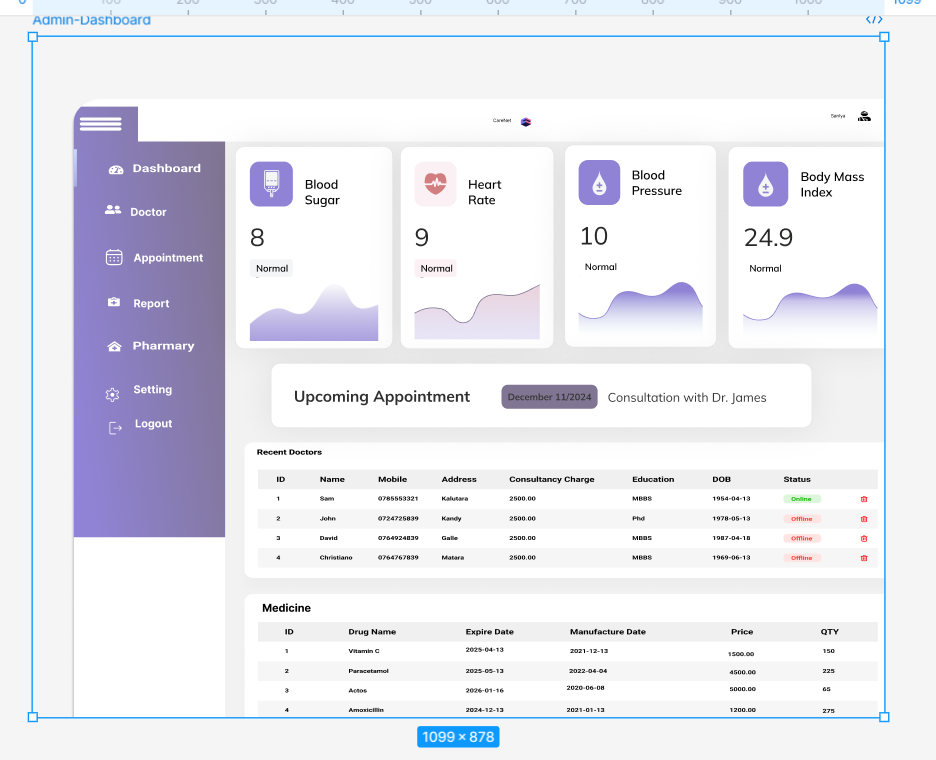 0 100 200 300 400 500 600 700 800 900 1000 1099
Admin-Dashboard </>
CareNet
Saniya
Dashboard
Doctor
Appointment
Report
Pharmary
Setting
Logout
Blood
Sugar
8
Normal
Heart
Rate
9
Normal
Blood
Pressure
10
Normal
Body Mass
Index
24.9
Normal
Upcoming Appointment December 11/2024 Consultation with Dr. James
Recent Doctors
ID Name Mobile Address Consultancy Charge Education DOB Status
1 Sam 0785553321 Kalutara 2500.00 MBBS 1954-04-13 Online
2 John 0724725839 Kandy 2500.00 Phd 1978-05-13 Offline
3 David 0764924839 Galle 2500.00 MBBS 1987-04-18 Offline
4 Christiano 0764767839 Matara 2500.00 MBBS 1969-06-13 Offline
Medicine
ID Drug Name Expire Date Manufacture Date Price QTY
1 Vitamin C 2025-04-13 2021-12-13 1500.00 150
2 Paracetamol 2025-05-13 2022-04-04 4500.00 225
3 Actos 2026-01-16 2020-06-08 5000.00 65
4 Amoxicillin 2024-12-13 2021-01-13 1200.00 275
1099 × 878